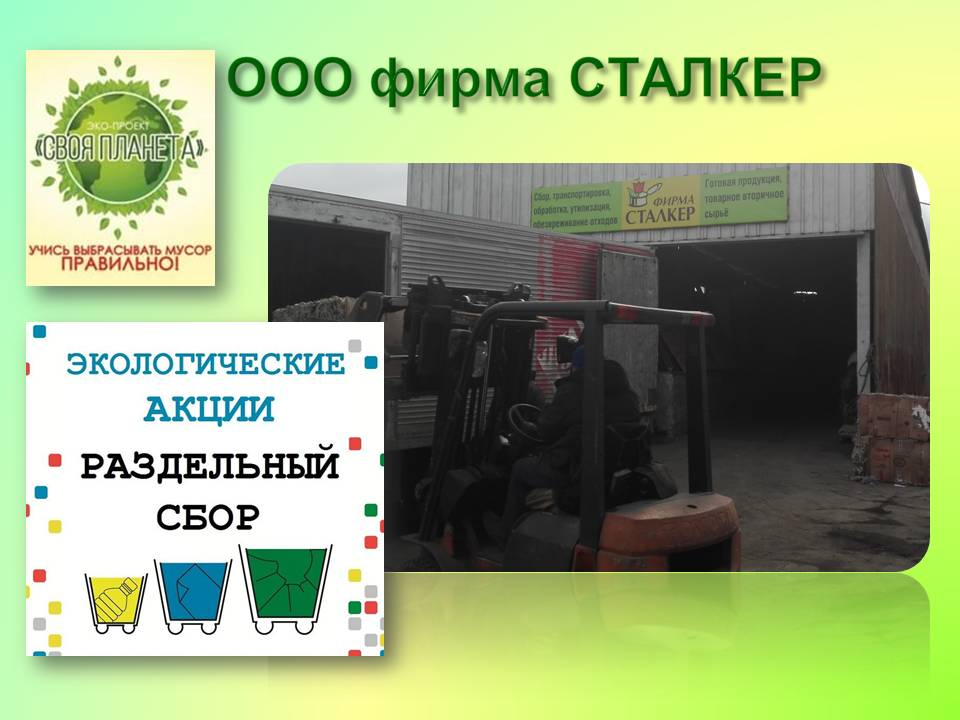 ООО фирма СТАЛКЕР
ЭКО-ПРОЕКТ
«СВОЯ ПЛАНЕТА»
УЧИСЬ ВЫБРАСЫВАТЬ МУСОР
ПРАВИЛЬНО!
Сбор, транспортировка,
обработка, утилизация,
обезвреживание отходов
ФИРМА
СТАЛКЕР
Готовая продукция,
товарное вторичное
сырьё
ЭКОЛОГИЧЕСКИЕ
АКЦИИ
РАЗДЕЛЬНЫЙ
СБОР